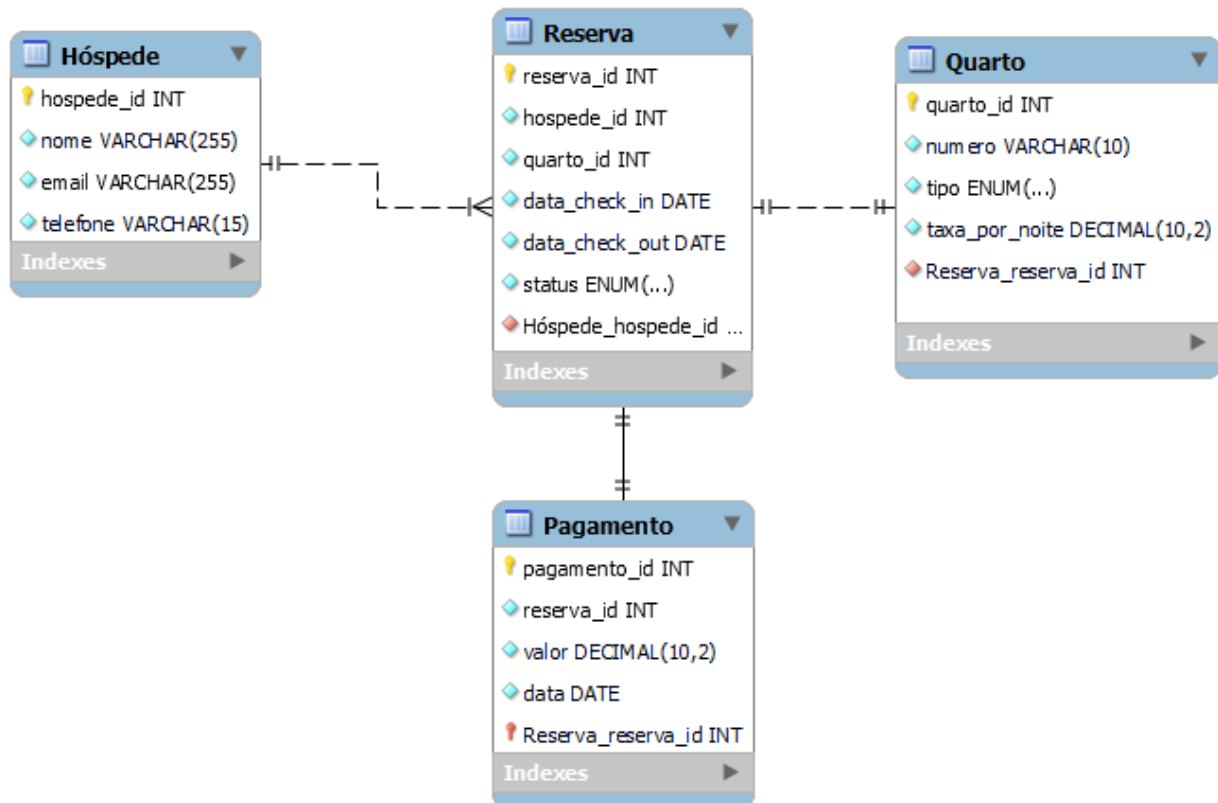 Hóspede
hospede_id INT
nome VARCHAR(255)
email VARCHAR(255)
telefone VARCHAR(15)
Indexes
Reserva
reserva_id INT
hospede_id INT
quarto_id INT
data_check_in DATE
data_check_out DATE
status ENUM(...)
Hóspede_hospede_id ...
Indexes
Quarto
quarto_id INT
numero VARCHAR(10)
tipo ENUM(...)
taxa_por_noite DECIMAL(10,2)
Reserva_reserva_id INT
Indexes
Pagamento
pagamento_id INT
reserva_id INT
valor DECIMAL(10,2)
data DATE
Reserva_reserva_id INT
Indexes